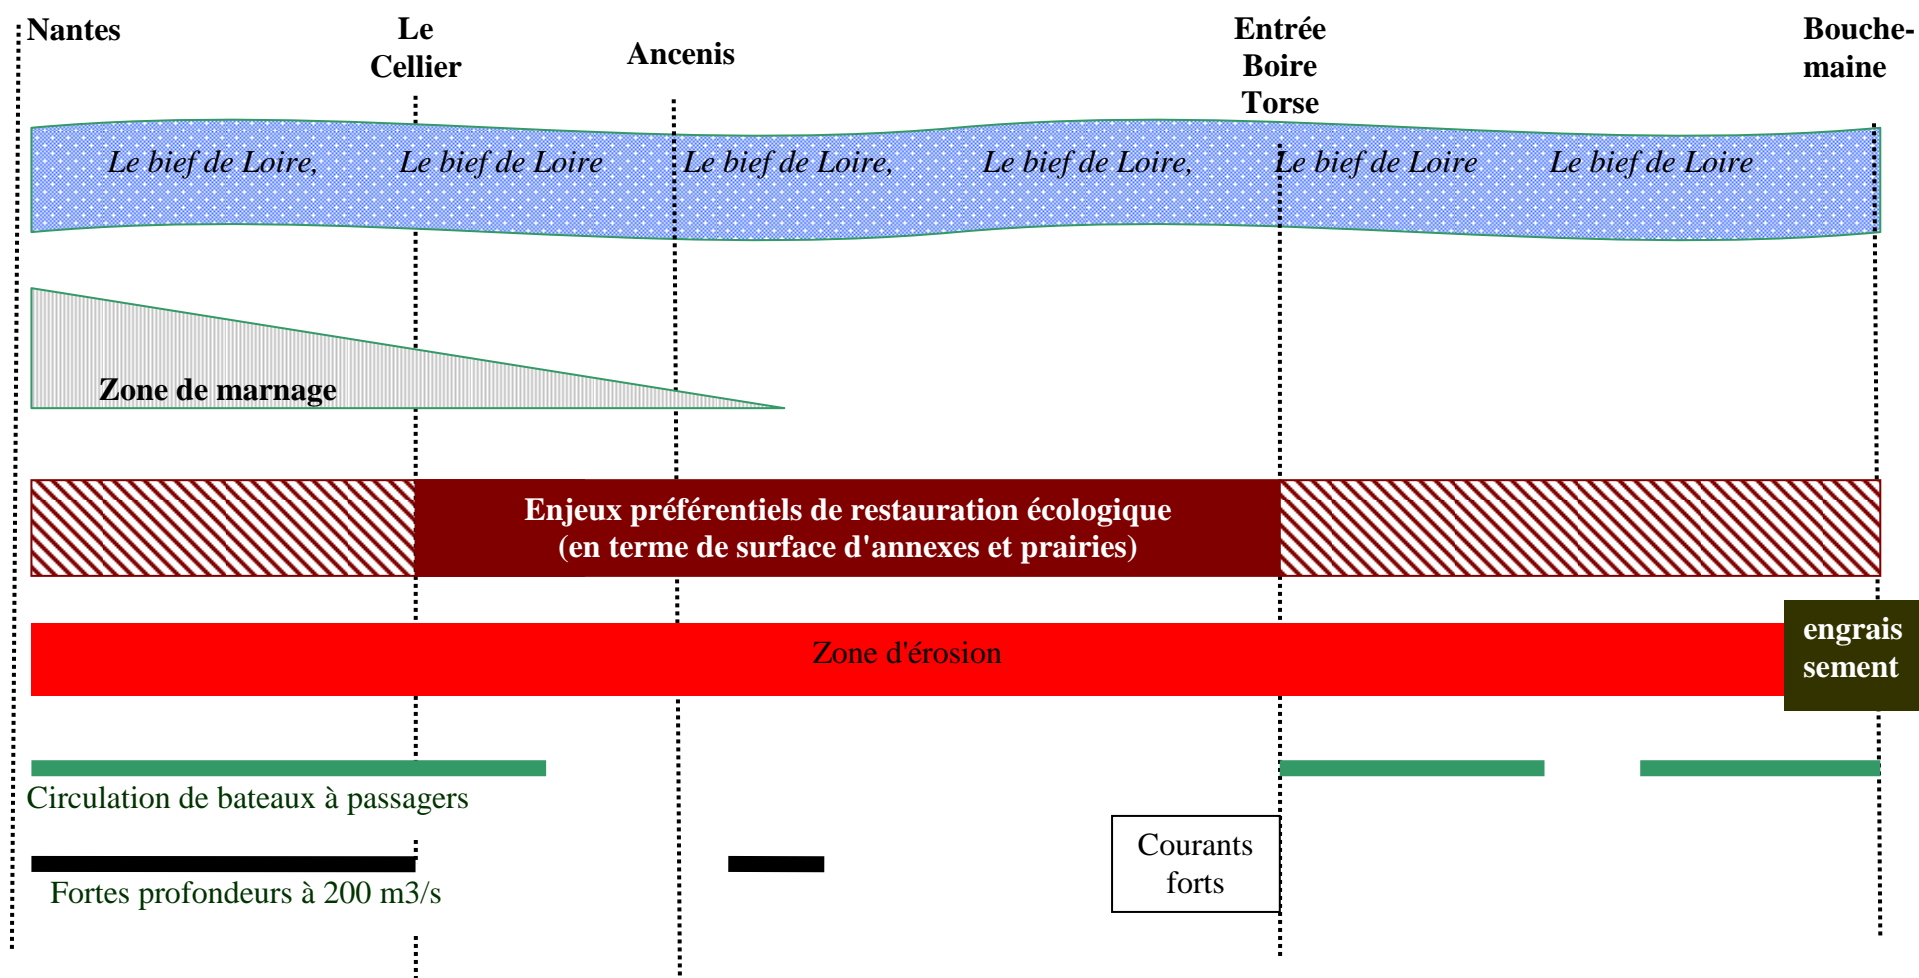 Nantes
Le
Cellier
Ancenis
Entrée
Boire
Torse
Bouche-
maine
Le bief de Loire, Le bief de Loire Le bief de Loire, Le bief de Loire, Le bief de Loire Le bief de Loire
Zone de marnage
Enjeux préférentiels de restauration écologique
(en terme de surface d'annexes et prairies)
Zone d'érosion
engrais
sement
Circulation de bateaux à passagers
Courants
forts
Fortes profondeurs à 200 m3/s